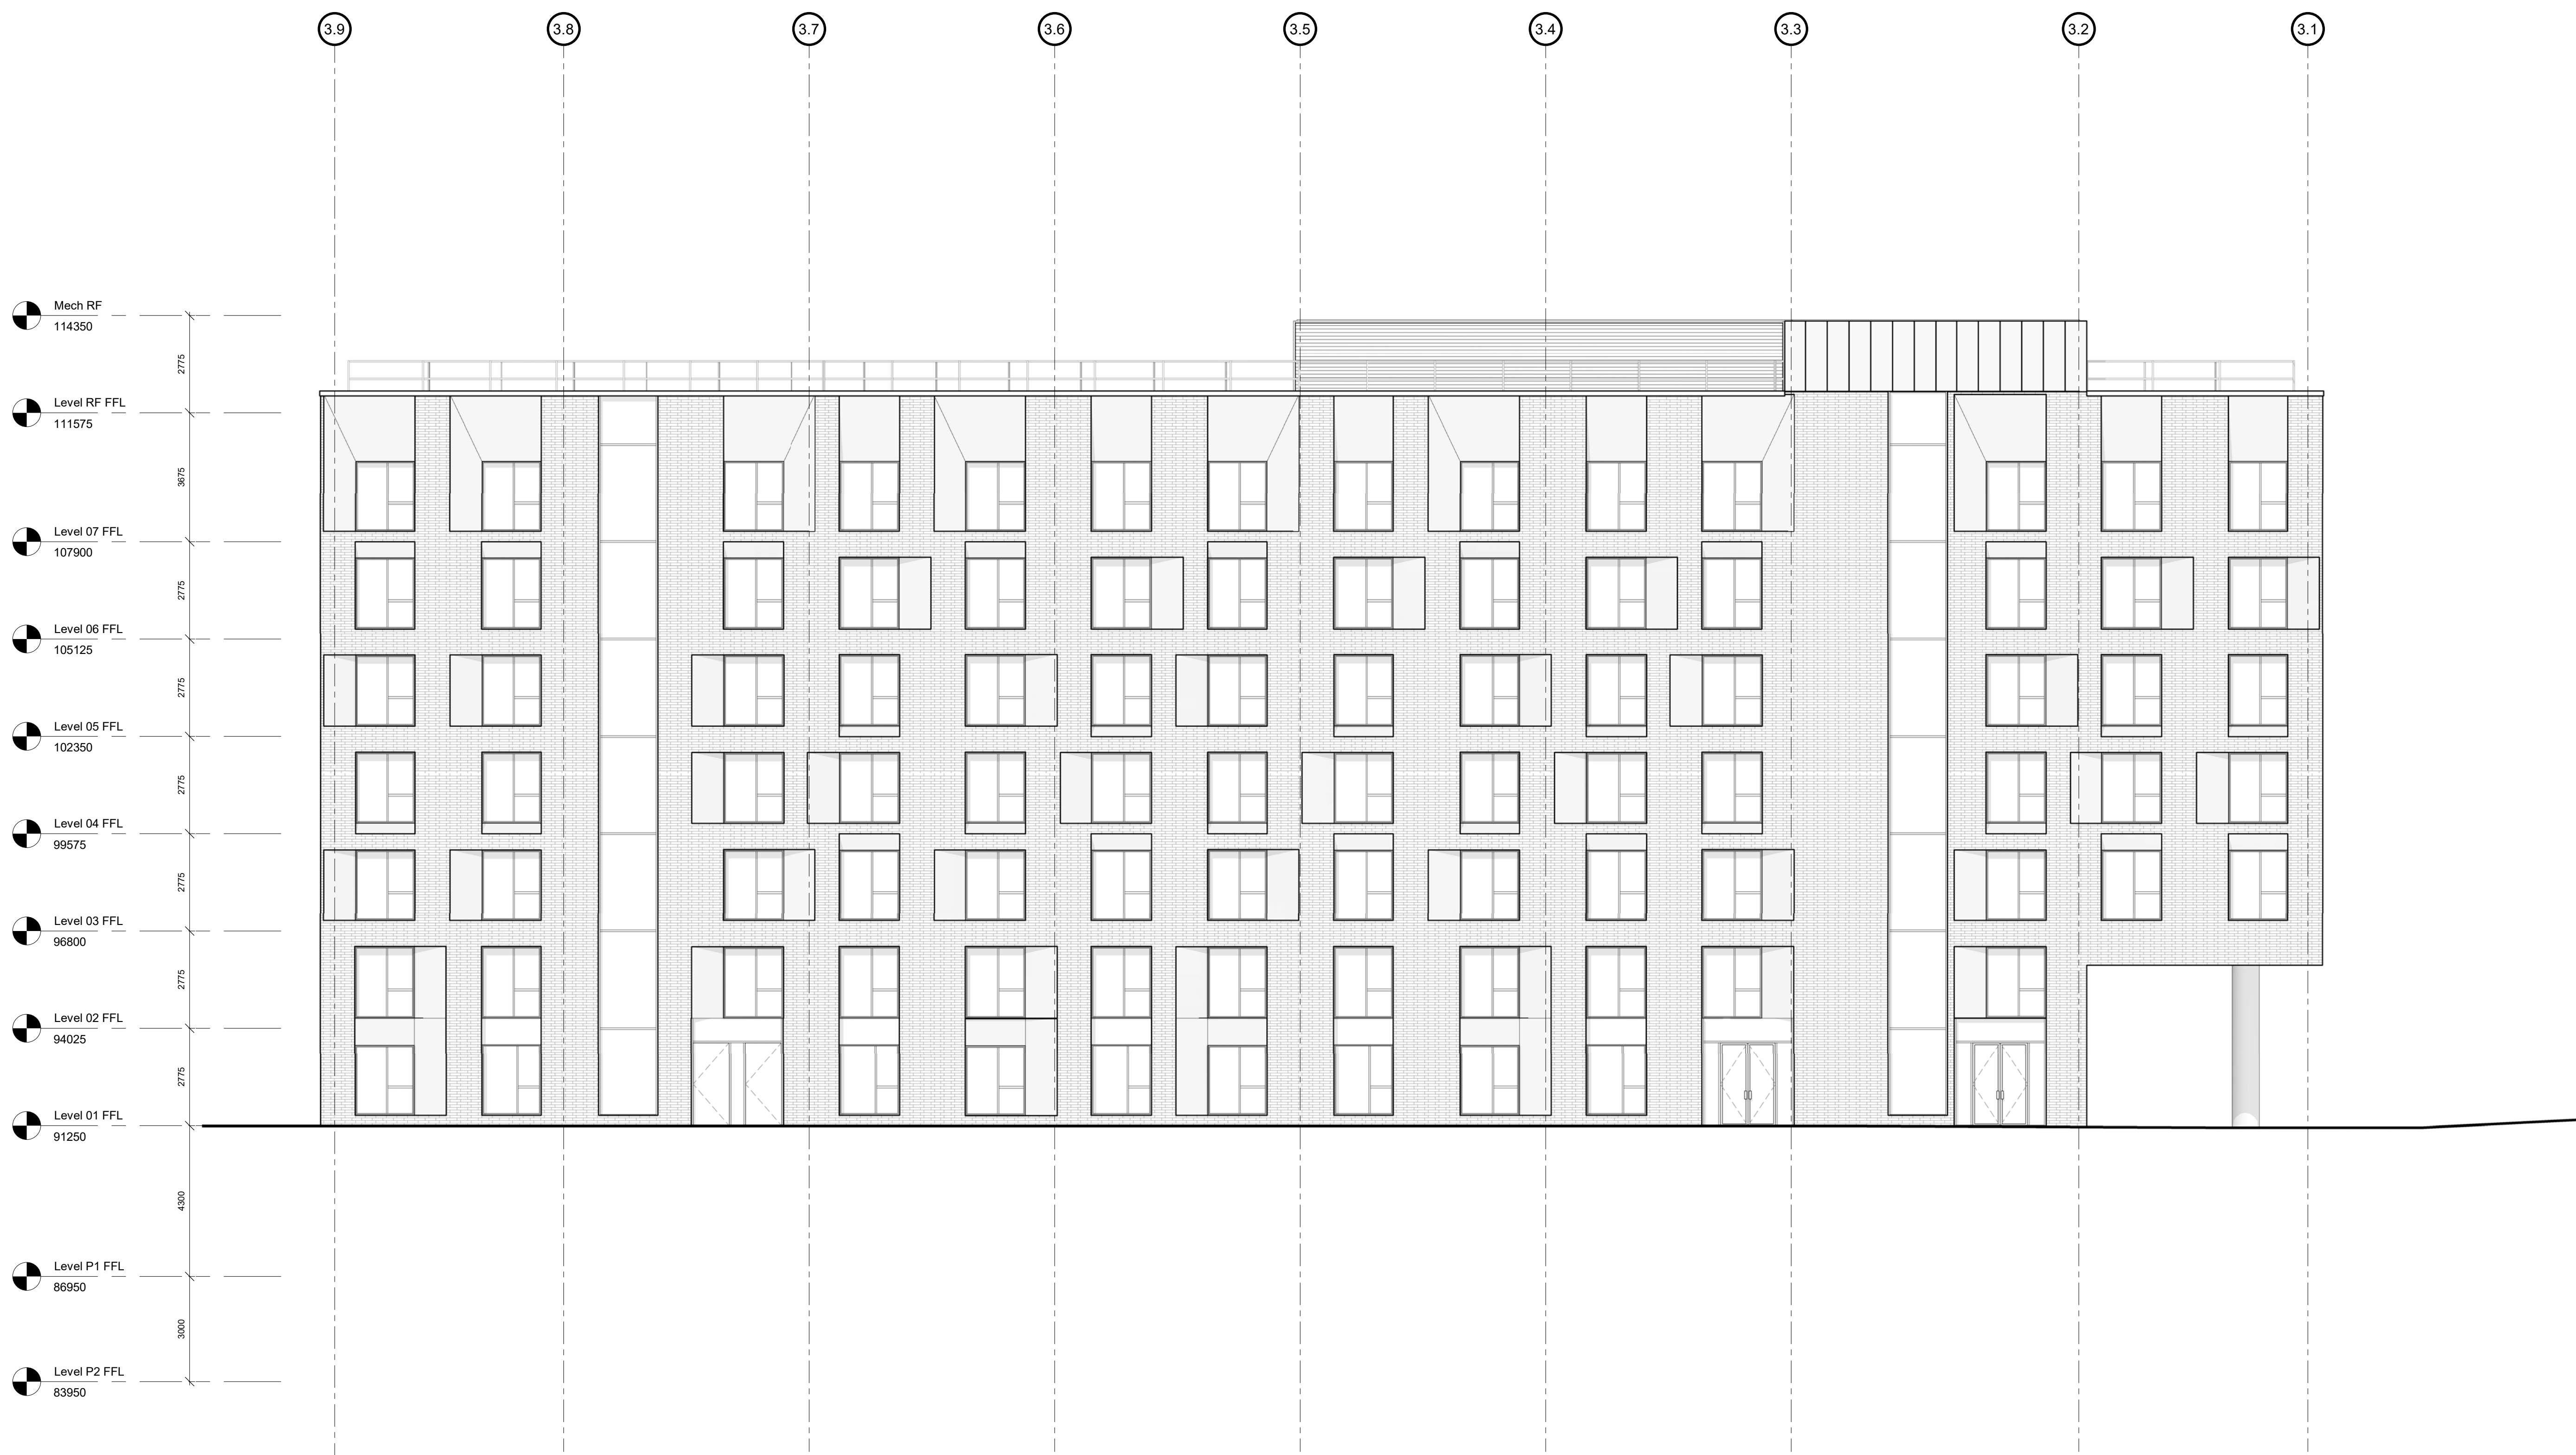 3.9
3.8
3.7
3.6
3.5
3.4
3.3
3.2
3.1
Mech RF
114350
2775
Level RF FFL
111575
3675
Level 07 FFL
107900
2775
Level 06 FFL
105125
2775
Level 05 FFL
102350
2775
Level 04 FFL
99575
2775
Level 03 FFL
96800
2775
Level 02 FFL
94025
2775
Level 01 FFL
91250
4300
Level P1 FFL
86950
3000
Level P2 FFL
83950